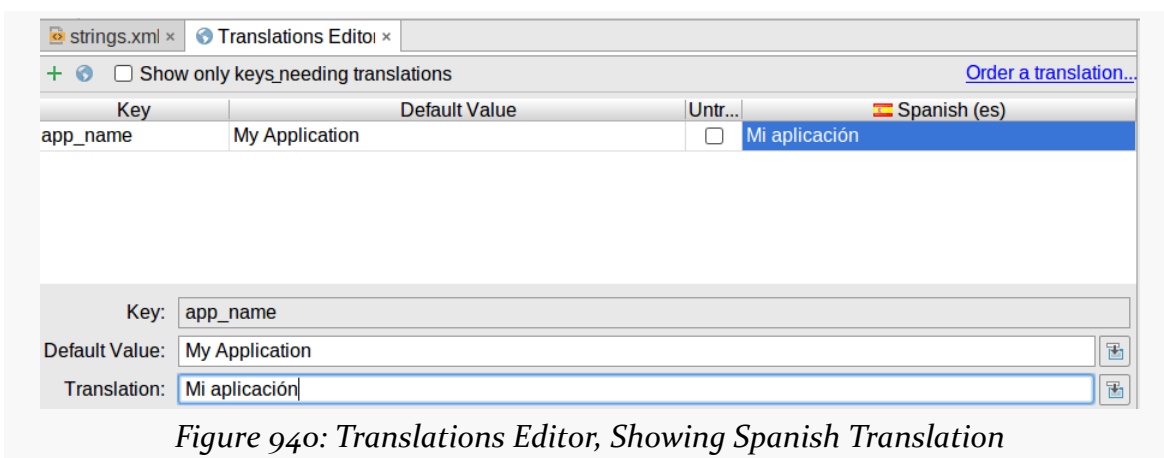 strings.xml × Translations Editor ×
+ Show only keys needing translations Order a translation...
Key Default Value Untr... Spanish (es)
app_name My Application Mi aplicación
Key: app_name
Default Value: My Application
Translation: Mi aplicación
Figure 940: Translations Editor, Showing Spanish Translation